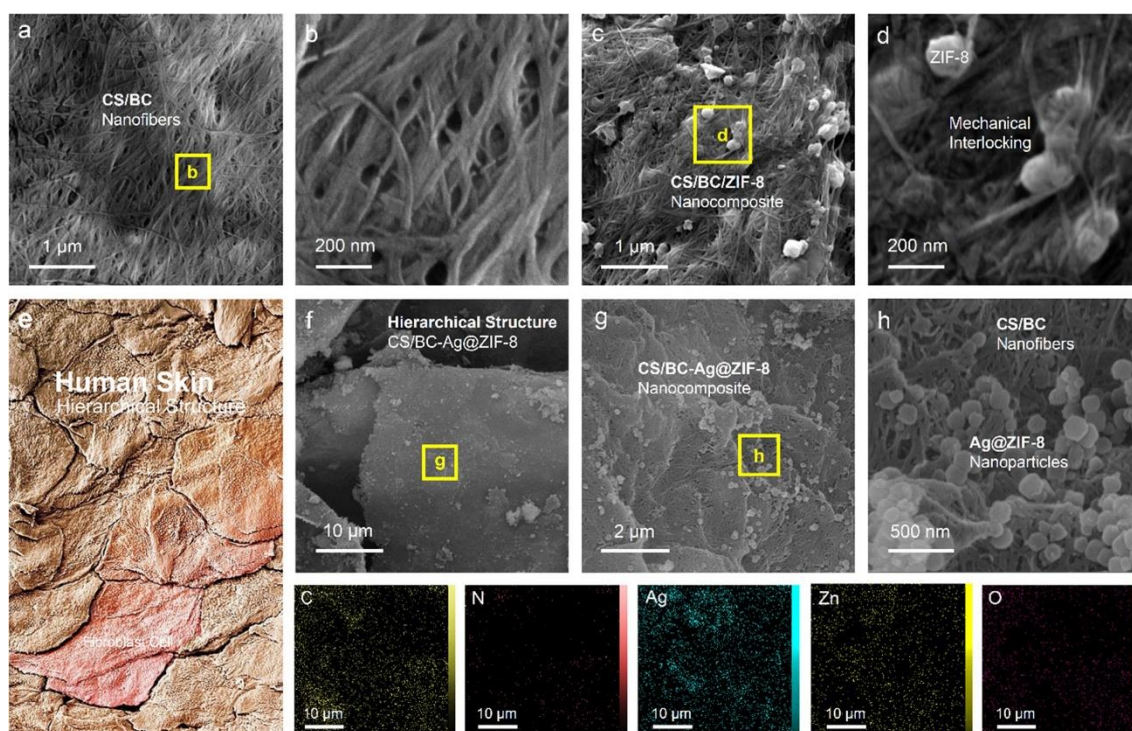 a
CS/BC
Nanofibers
b
1 µm
b
200 nm
c
d
CS/BC/ZIF-8
Nanocomposite
1 µm
d
ZIF-8
Mechanical
Interlocking
200 nm
e
Human Skin
Hierarchical Structure
Fibroblast Cell
f
Hierarchical Structure
CS/BC-Ag@ZIF-8
g
10 µm
g
CS/BC-Ag@ZIF-8
Nanocomposite
h
2 µm
h
CS/BC
Nanofibers
Ag@ZIF-8
Nanoparticles
500 nm
C
10 µm
N
10 µm
Ag
10 µm
Zn
10 µm
O
10 µm